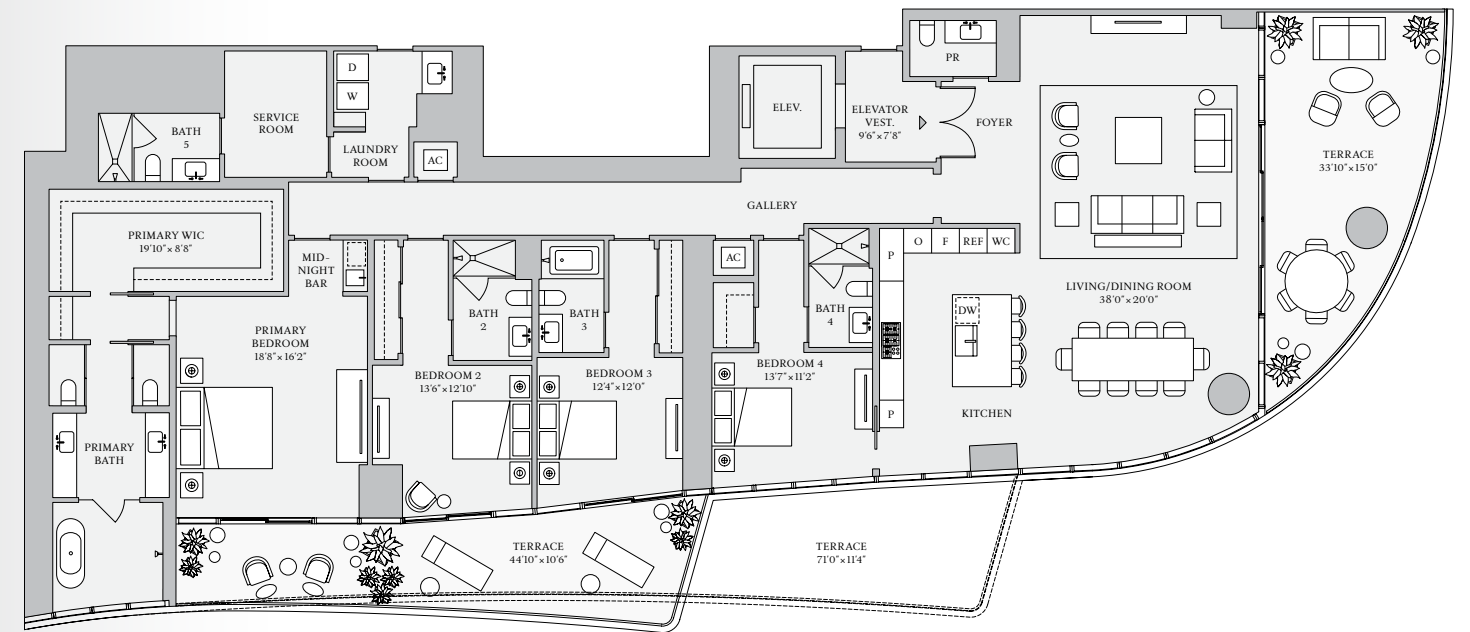 PR
D
W
SERVICE
ROOM
BATH
5
LAUNDRY
ROOM
AC
ELEV.
ELEVATOR
VEST.
9'6"×7'8"
FOYER
TERRACE
33'10"×15'0"
GALLERY
PRIMARY WIC
19'10"×8'8"
MID-
NIGHT
BAR
AC
P
O
F
REF
WC
LIVING/DINING ROOM
38'0"×20'0"
PRIMARY
BEDROOM
18'8"×16'2"
BATH
2
BATH
3
BATH
4
DW
BEDROOM 2
13'6"×12'10"
BEDROOM 3
12'4"×12'0"
BEDROOM 4
13'7"×11'2"
P
KITCHEN
PRIMARY
BATH
TERRACE
44'10"×10'6"
TERRACE
71'0"×11'4"